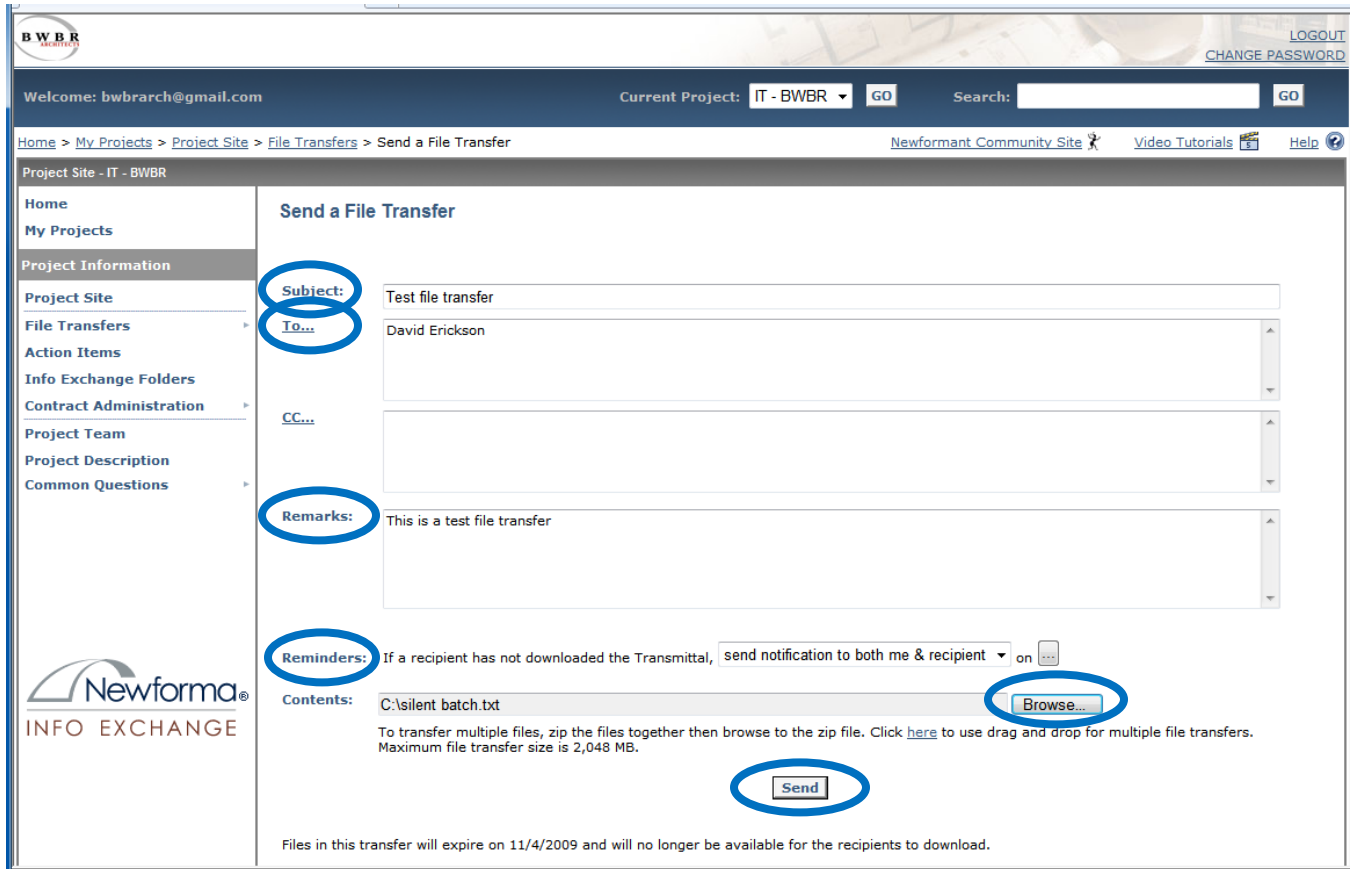 BWBR
ARCHITECTS
LOGOUT
CHANGE PASSWORD
Welcome: bwbrarch@gmail.com
Current Project: IT - BWBR GO Search: GO
Home > My Projects > Project Site > File Transfers > Send a File Transfer
Newformant Community Site Video Tutorials Help
Project Site - IT - BWBR
Home
My Projects
Project Information
Project Site
File Transfers
Action Items
Info Exchange Folders
Contract Administration
Project Team
Project Description
Common Questions
Newforma®
INFO EXCHANGE
Send a File Transfer
Subject: Test file transfer
To... David Erickson
CC...
Remarks: This is a test file transfer
Reminders: If a recipient has not downloaded the Transmittal, send notification to both me & recipient on ...
Contents: C:\silent batch.txt Browse...
To transfer multiple files, zip the files together then browse to the zip file. Click here to use drag and drop for multiple file transfers.
Maximum file transfer size is 2,048 MB.
Send
Files in this transfer will expire on 11/4/2009 and will no longer be available for the recipients to download.